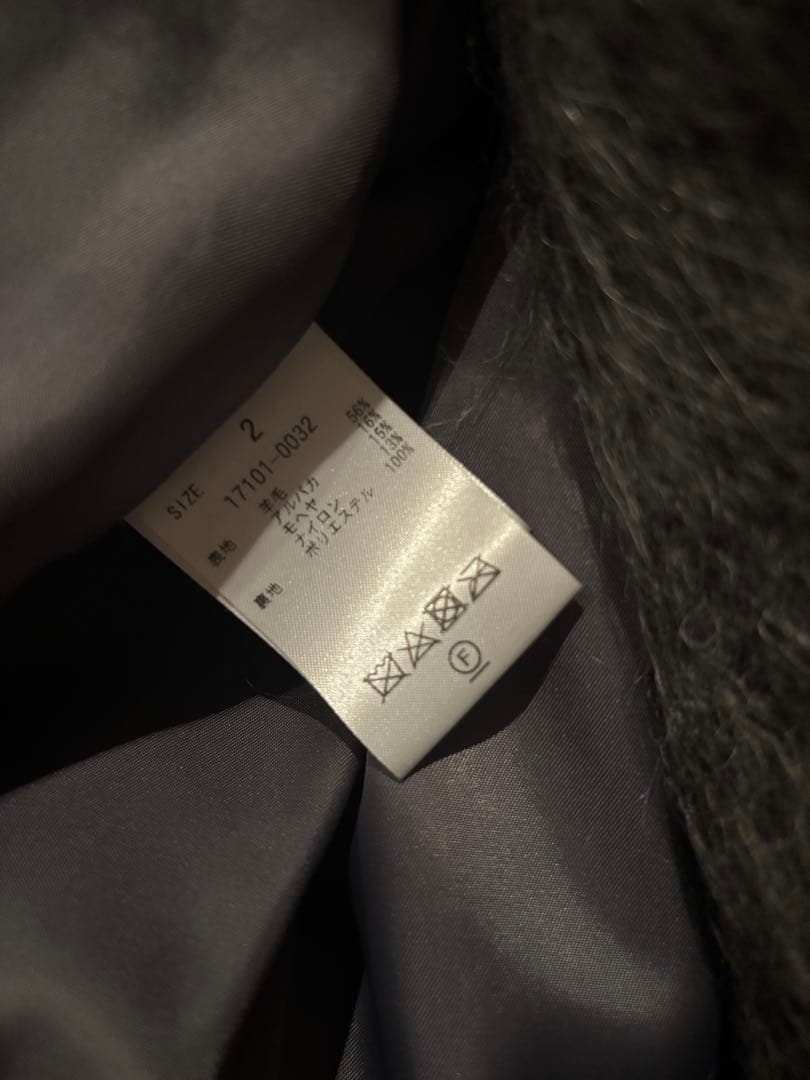 SIZE 2
17101-0032
表地 羊毛 56%
アルパカ 16%
モヘヤ 15%
ナイロン 13%
裏地 ポリエステル 100%
F